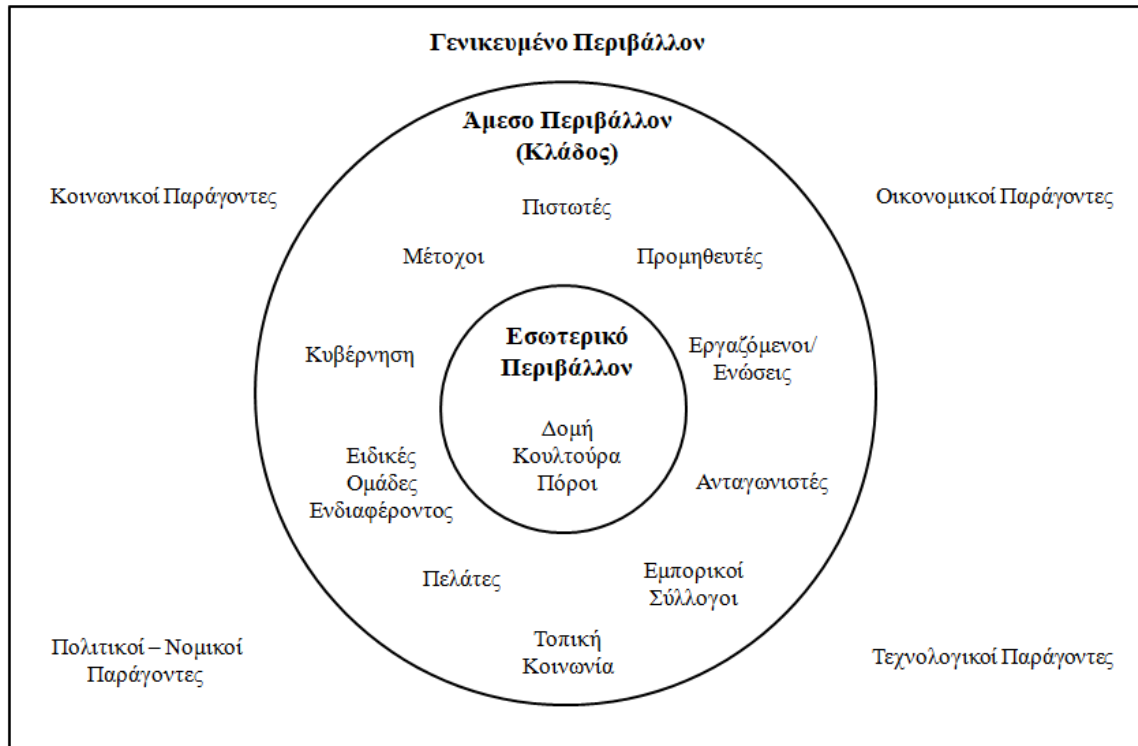 Γενικευμένο Περιβάλλον
Άμεσο Περιβάλλον
(Κλάδος)
Κοινωνικοί Παράγοντες
Πιστωτές
Οικονομικοί Παράγοντες
Μέτοχοι
Προμηθευτές
Εσωτερικό
Περιβάλλον
Κυβέρνηση
Εργαζόμενοι/
Ενώσεις
Δομή
Κουλτούρα
Πόροι
Ειδικές
Ομάδες
Ενδιαφέροντος
Ανταγωνιστές
Πελάτες
Εμπορικοί
Σύλλογοι
Τοπική
Κοινωνία
Πολιτικοί – Νομικοί
Παράγοντες
Τεχνολογικοί Παράγοντες